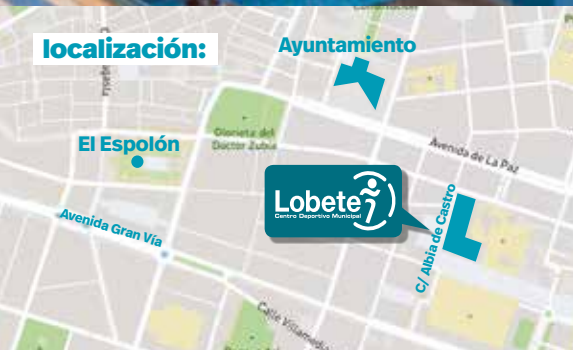 localización:
Ayuntamiento
El Espolón
Glorieta del
Doctor Zubía
Avenida de La Paz
Lobete
Centro Deportivo Municipal
C/ Albia de Castro
Avenida Gran Vía
Calle Villamediana